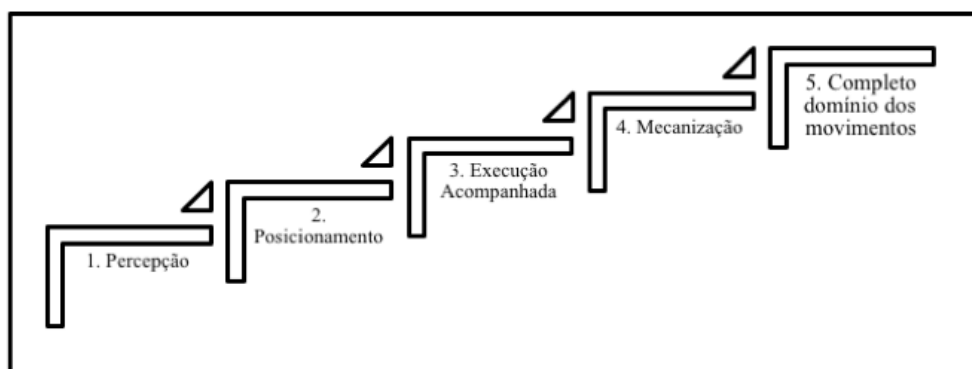 1. Percepção
2.
Posicionamento
3. Execução
Acompanhada
4. Mecanização
5. Completo
domínio dos
movimentos